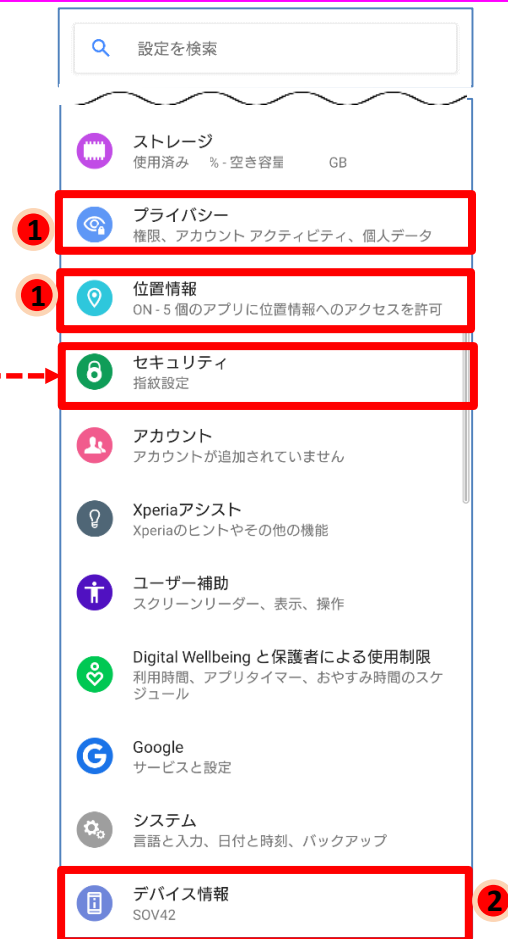 設定を検索
ストレージ
使用済み % - 空き容量 GB
1
プライバシー
権限、アカウント アクティビティ、個人データ
1
位置情報
ON - 5 個のアプリに位置情報へのアクセスを許可
セキュリティ
指紋設定
アカウント
アカウントが追加されていません
Xperiaアシスト
Xperiaのヒントやその他の機能
ユーザー補助
スクリーンリーダー、表示、操作
Digital Wellbeing と保護者による使用制限
利用時間、アプリタイマー、おやすみ時間のスケ
ジュール
Google
サービスと設定
システム
言語と入力、日付と時刻、バックアップ
デバイス情報
SOV42
2